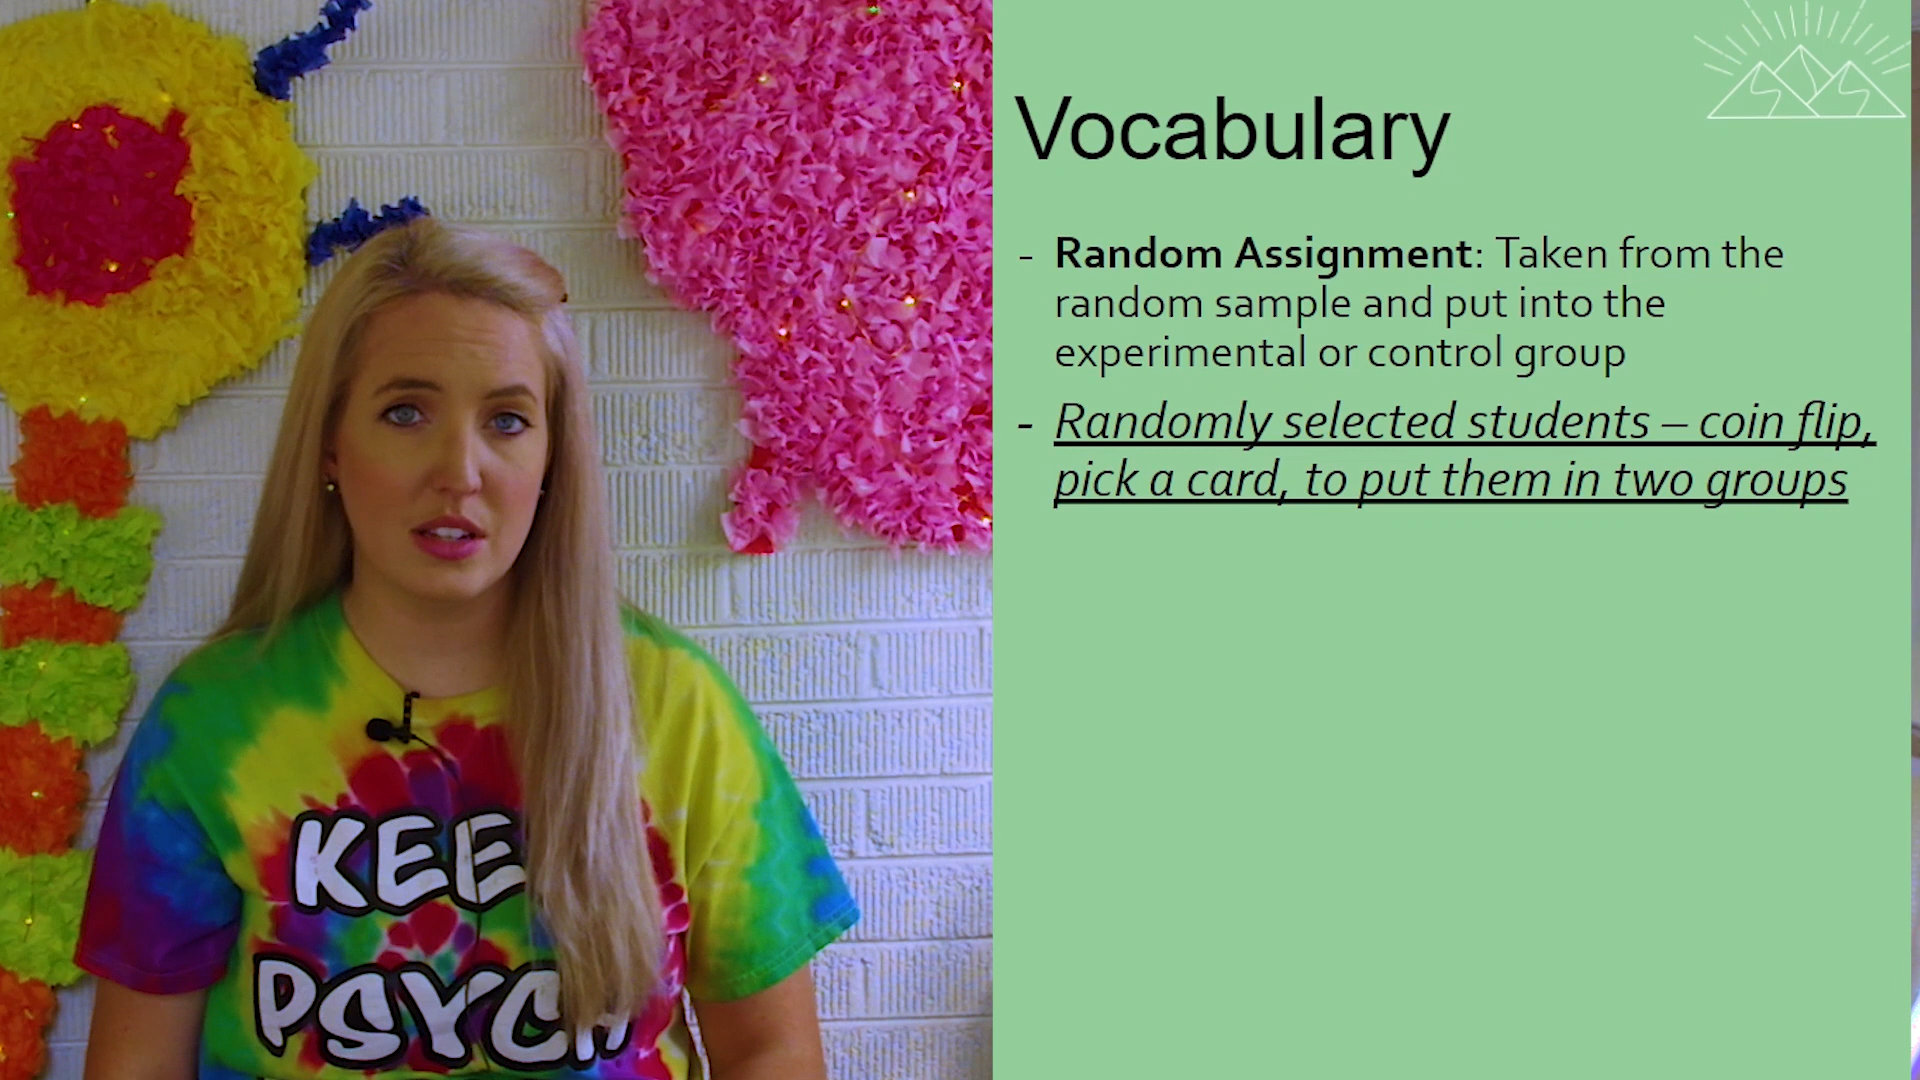 Vocabulary
- Random Assignment: Taken from the
random sample and put into the
experimental or control group
- Randomly selected students – coin flip,
pick a card, to put them in two groups
KEE
PSYCH